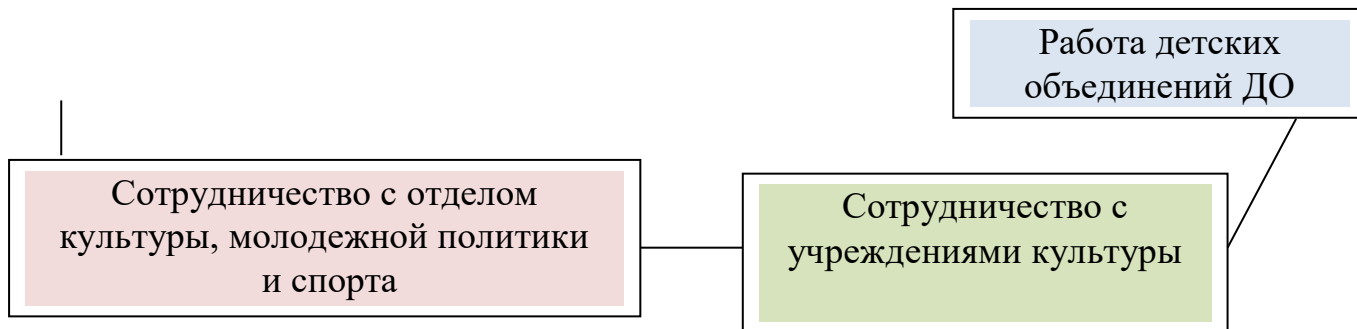 Работа детских
объединений ДО
Сотрудничество с отделом
культуры, молодежной политики
и спорта
Сотрудничество с
учреждениями культуры